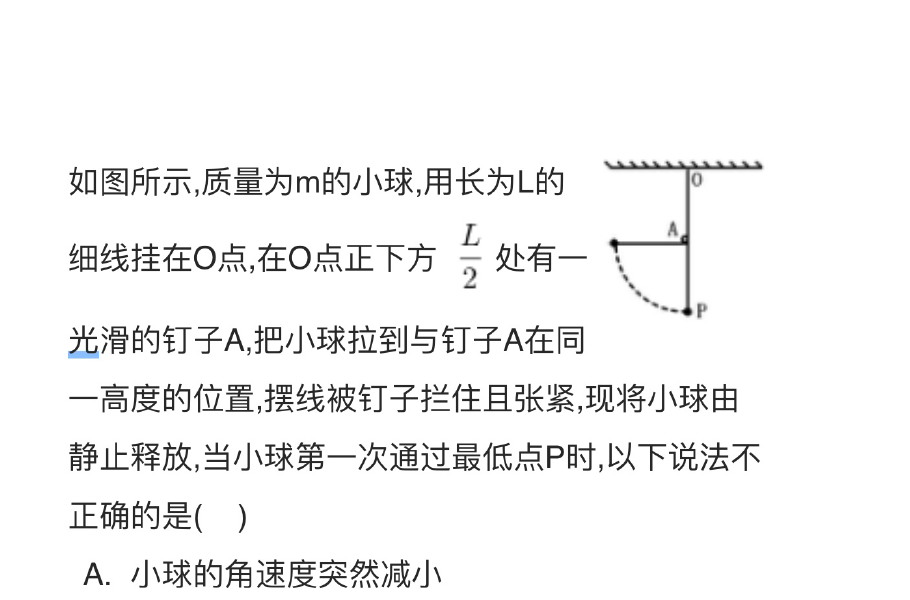 如图所示,质量为m的小球,用长为L的
O
细线挂在O点,在O点正下方 L/2 处有一
A
P
光滑的钉子A,把小球拉到与钉子A在同
一高度的位置,摆线被钉子拦住且张紧,现将小球由
静止释放,当小球第一次通过最低点P时,以下说法不
正确的是( )
A. 小球的角速度突然减小